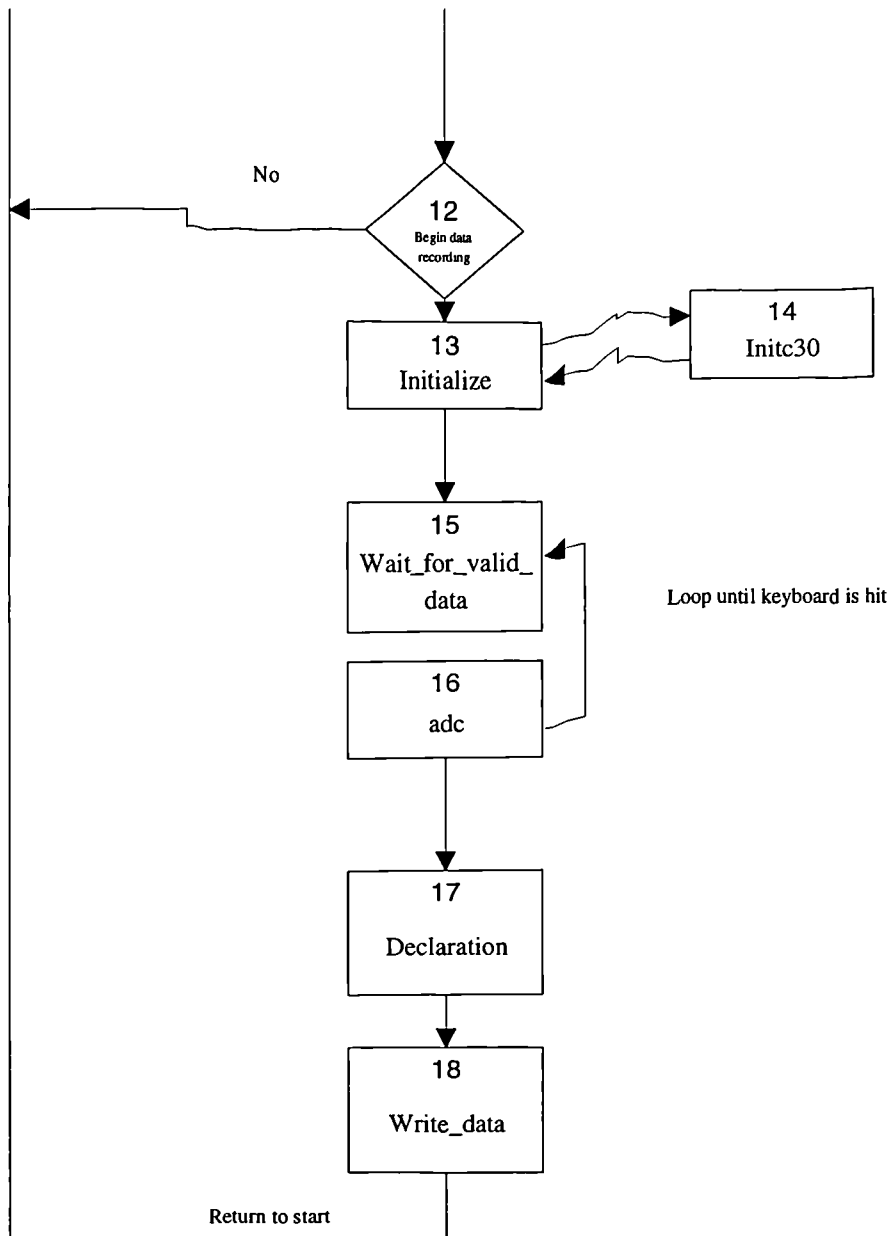 No
12
Begin data
recording
13
Initialize
14
Initc30
15
Wait_for_valid_
data
Loop until keyboard is hit
16
adc
17
Declaration
18
Write_data
Return to start